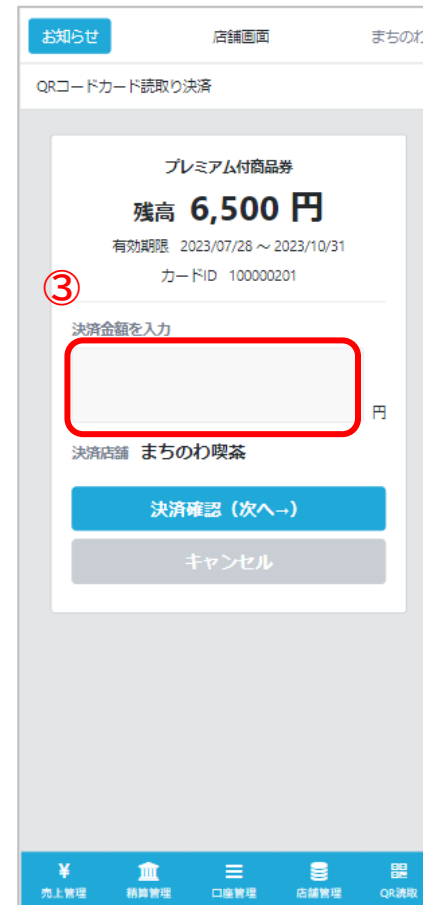 お知らせ 店舗画面 まちのわ
QRコードカード読取り決済
プレミアム付商品券
残高 6,500 円
有効期限 2023/07/28 ～ 2023/10/31
カードID 100000201
③
決済金額を入力
円
決済店舗 まちのわ喫茶
決済確認（次へ→）
キャンセル
¥
売上管理 精算管理 口座管理 店舗管理 QR読取